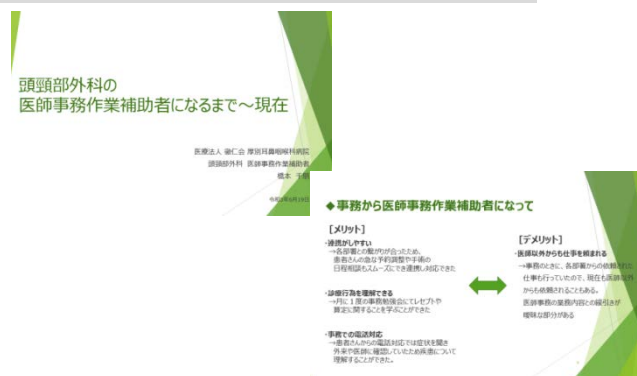 頭頸部外科の
医師事務作業補助者になるまで～現在
医療法人 徹仁会 厚別耳鼻咽喉科病院
頭頸部外科 医師事務作業補助者
橋本
◆事務から医師事務作業補助者になって
［メリット］
・連携がしやすい
→各部署との繋がりが合ったため、
患者さんの急な予約調整や手術の
日程相談もスムーズにでき連携し対応できた
・診療行為を理解できる
→月に１度の事務勉強会にてレセプトや
算定に関することを学ぶことができた
・事務での電話対応
→患者さんからの電話対応では症状を聞き
外来や医師に確認していたため疾患について
理解することができた。
［デメリット］
・医師以外からも仕事を頼まれる
→事務のときに、各部署からの依頼された
仕事も行っていたので、現在も医師以外
からも依頼されることもある。
医師事務の業務内容との線引きが
曖昧な部分がある